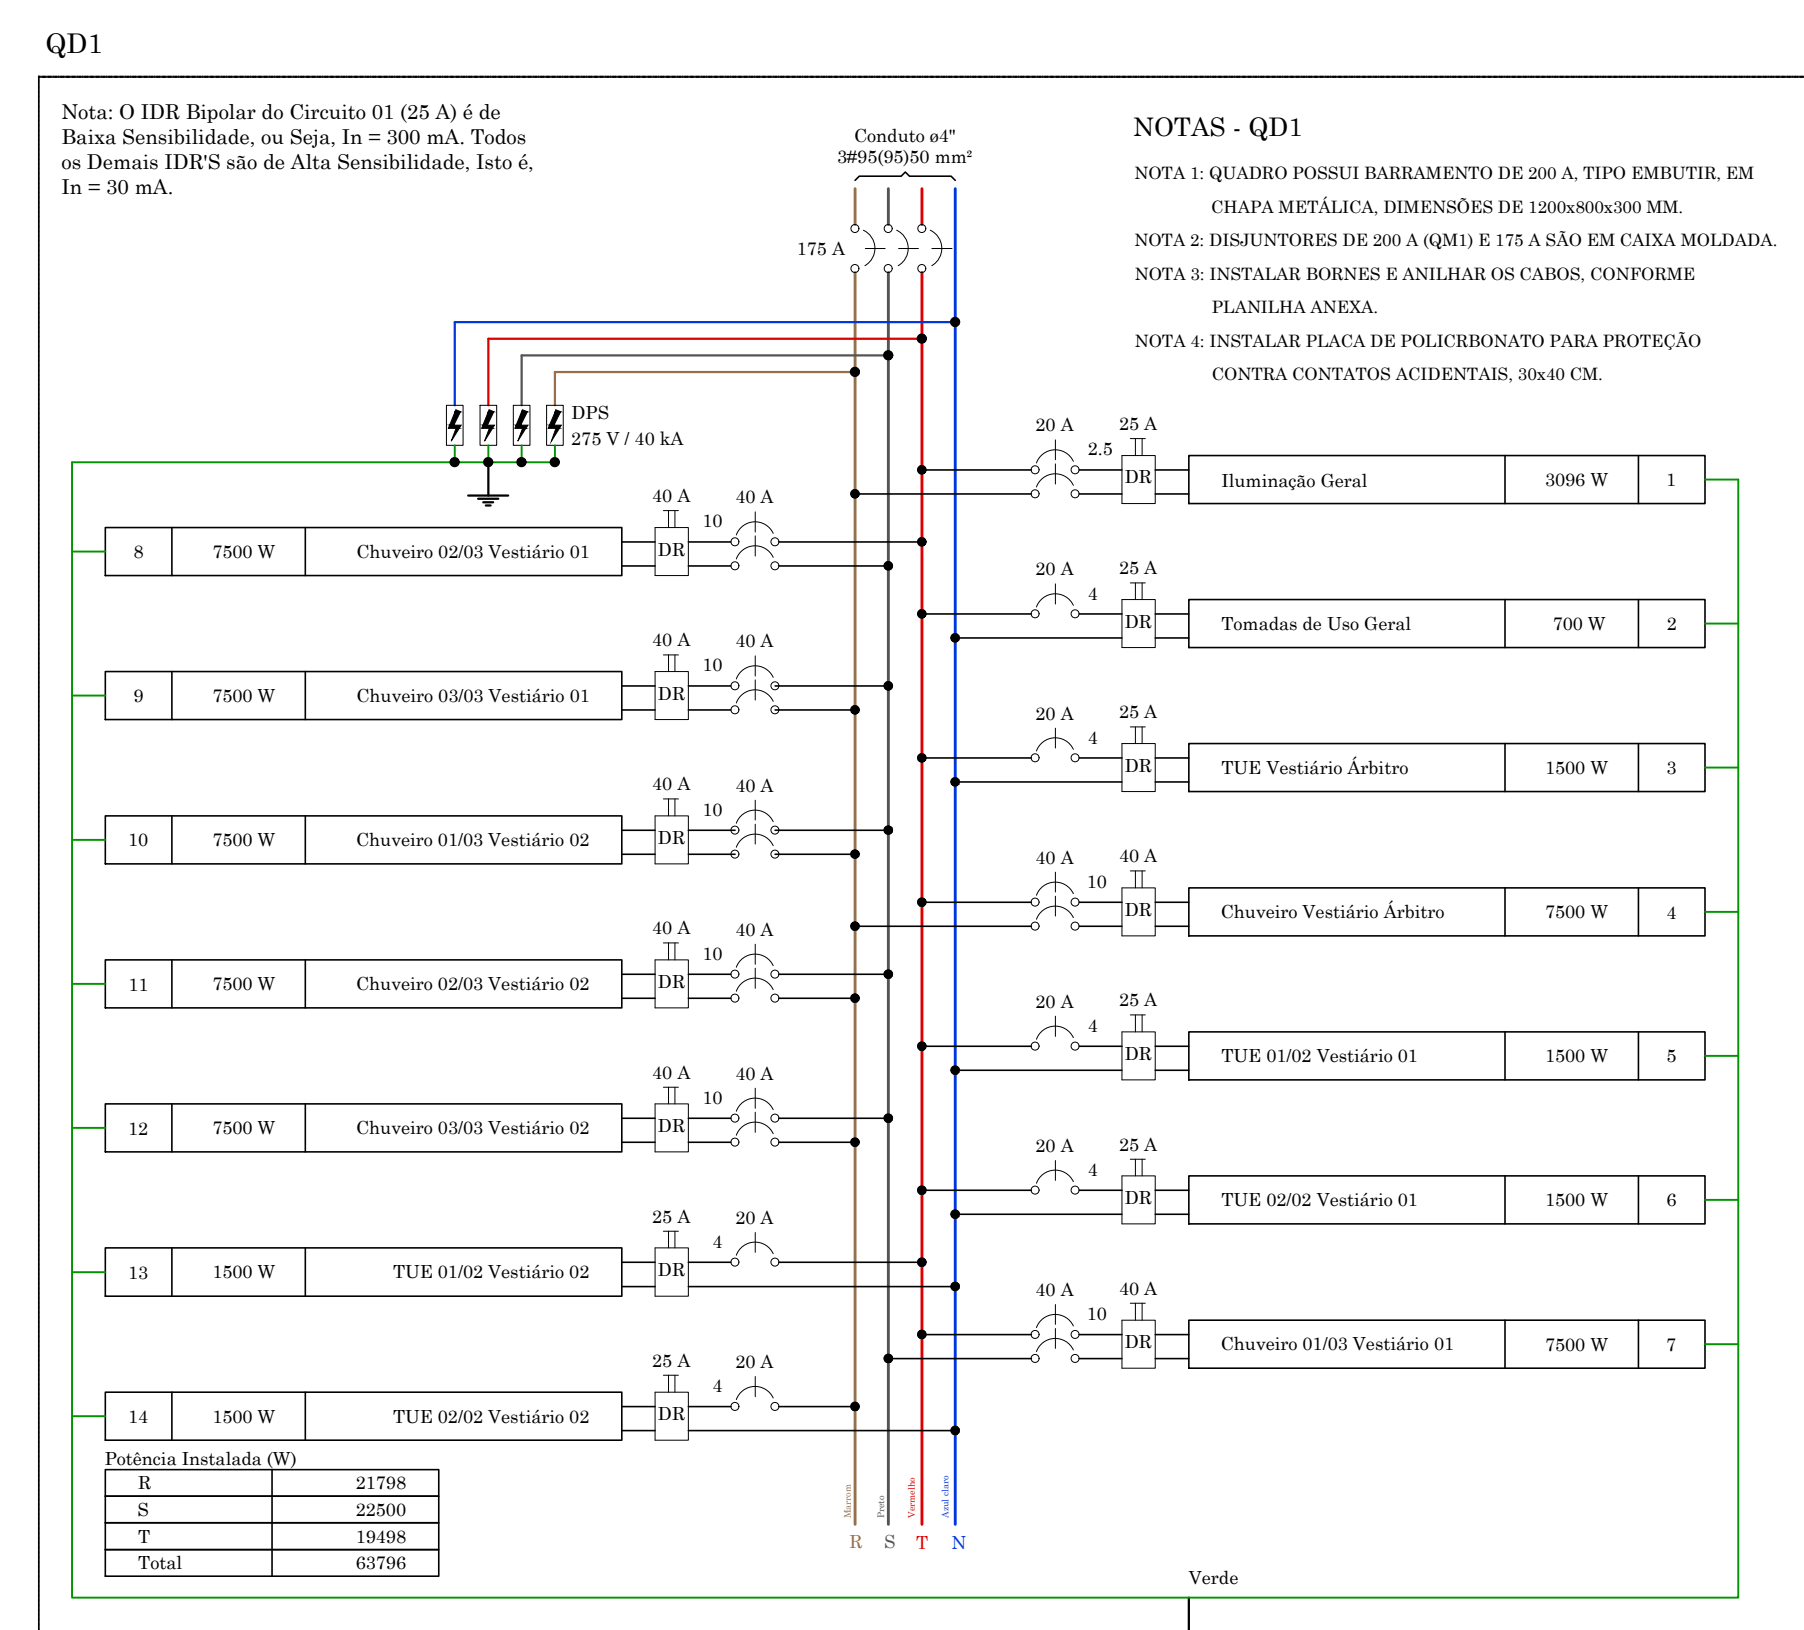 QD1
Nota: O IDR Bipolar do Circuito 01 (25 A) é de
Baixa Sensibilidade, ou Seja, In = 300 mA. Todos
os Demais IDR'S são de Alta Sensibilidade, Isto é,
In = 30 mA.
Conduto ø4"
3#95(95)50 mm²
175 A
NOTAS - QD1
NOTA 1: QUADRO POSSUI BARRAMENTO DE 200 A, TIPO EMBUTIR, EM
CHAPA METÁLICA, DIMENSÕES DE 1200x800x300 MM.
NOTA 2: DISJUNTORES DE 200 A (QM1) E 175 A SÃO EM CAIXA MOLDADA.
NOTA 3: INSTALAR BORNES E ANILHAR OS CABOS, CONFORME
PLANILHA ANEXA.
NOTA 4: INSTALAR PLACA DE POLICRBONATO PARA PROTEÇÃO
CONTRA CONTATOS ACIDENTAIS, 30x40 CM.
DPS
275 V / 40 kA
40 A 10 40 A
8 7500 W Chuveiro 02/03 Vestiário 01 DR
40 A 10 40 A
9 7500 W Chuveiro 03/03 Vestiário 01 DR
40 A 10 40 A
10 7500 W Chuveiro 01/03 Vestiário 02 DR
40 A 10 40 A
11 7500 W Chuveiro 02/03 Vestiário 02 DR
40 A 10 40 A
12 7500 W Chuveiro 03/03 Vestiário 02 DR
25 A 4 20 A
13 1500 W TUE 01/02 Vestiário 02 DR
25 A 4 20 A
14 1500 W TUE 02/02 Vestiário 02 DR
20 A 2.5 25 A
DR Iluminação Geral 3096 W 1
20 A 4 25 A
DR Tomadas de Uso Geral 700 W 2
20 A 4 25 A
DR TUE Vestiário Árbitro 1500 W 3
40 A 10 40 A
DR Chuveiro Vestiário Árbitro 7500 W 4
20 A 4 25 A
DR TUE 01/02 Vestiário 01 1500 W 5
20 A 4 25 A
DR TUE 02/02 Vestiário 01 1500 W 6
40 A 10 40 A
DR Chuveiro 01/03 Vestiário 01 7500 W 7
Potência Instalada (W)
R 21798
S 22500
T 19498
Total 63796
Marrom
Preto
Vermelho
Azul claro
R S T N
Verde